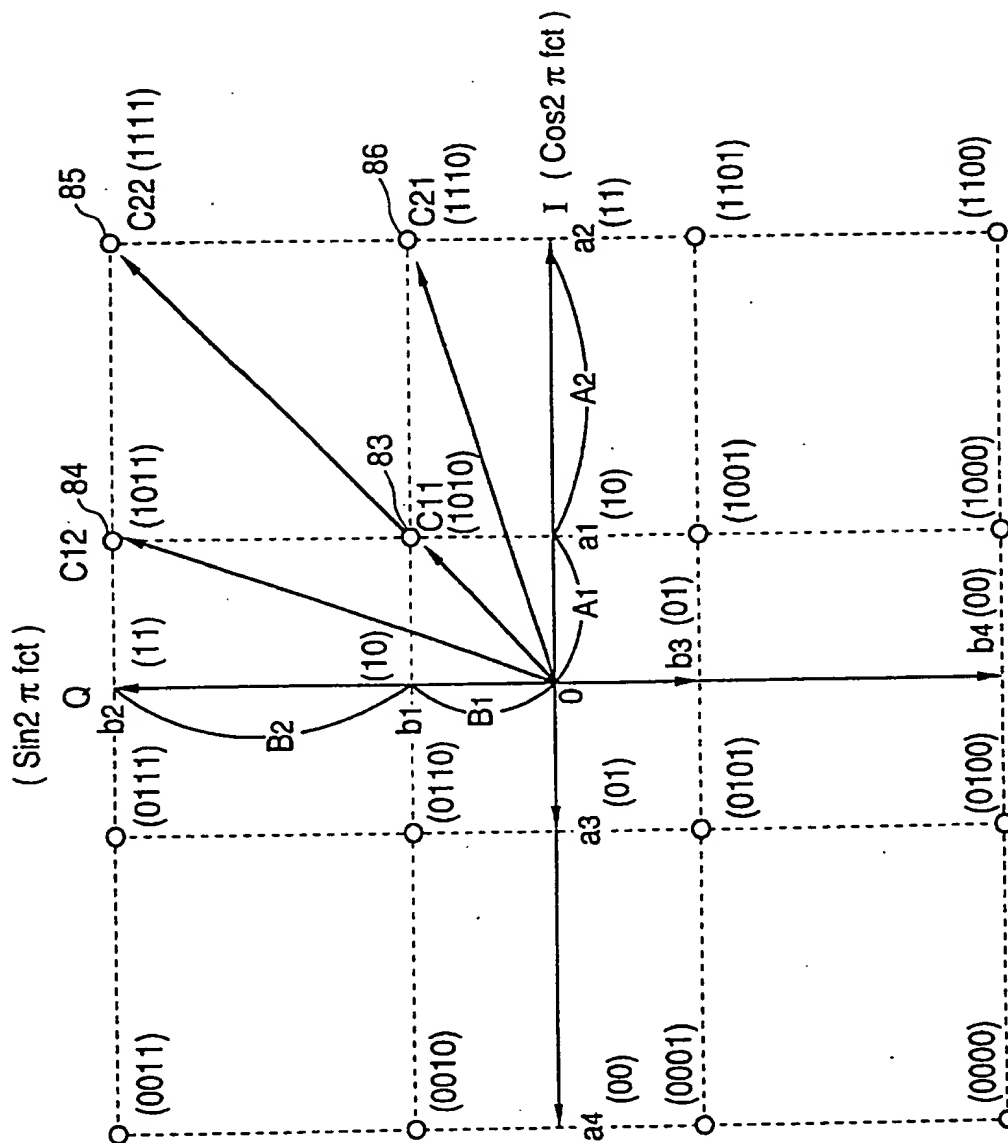 ( Sin2 π fct )
Q
C12
84
85
b2
(0011)
(0111)
(11)
(1011)
C22 (1111)
B2
83
86
(10)
b1
C11
C21
(0010)
(0110)
(1010)
(1110)
B1
A1
A2
0
I ( Cos2 π fct )
a4
a3
a1
a2
(00)
(01)
(10)
(11)
b3 (01)
(0001)
(0101)
(1001)
(1101)
b4 (00)
(0000)
(0100)
(1000)
(1100)